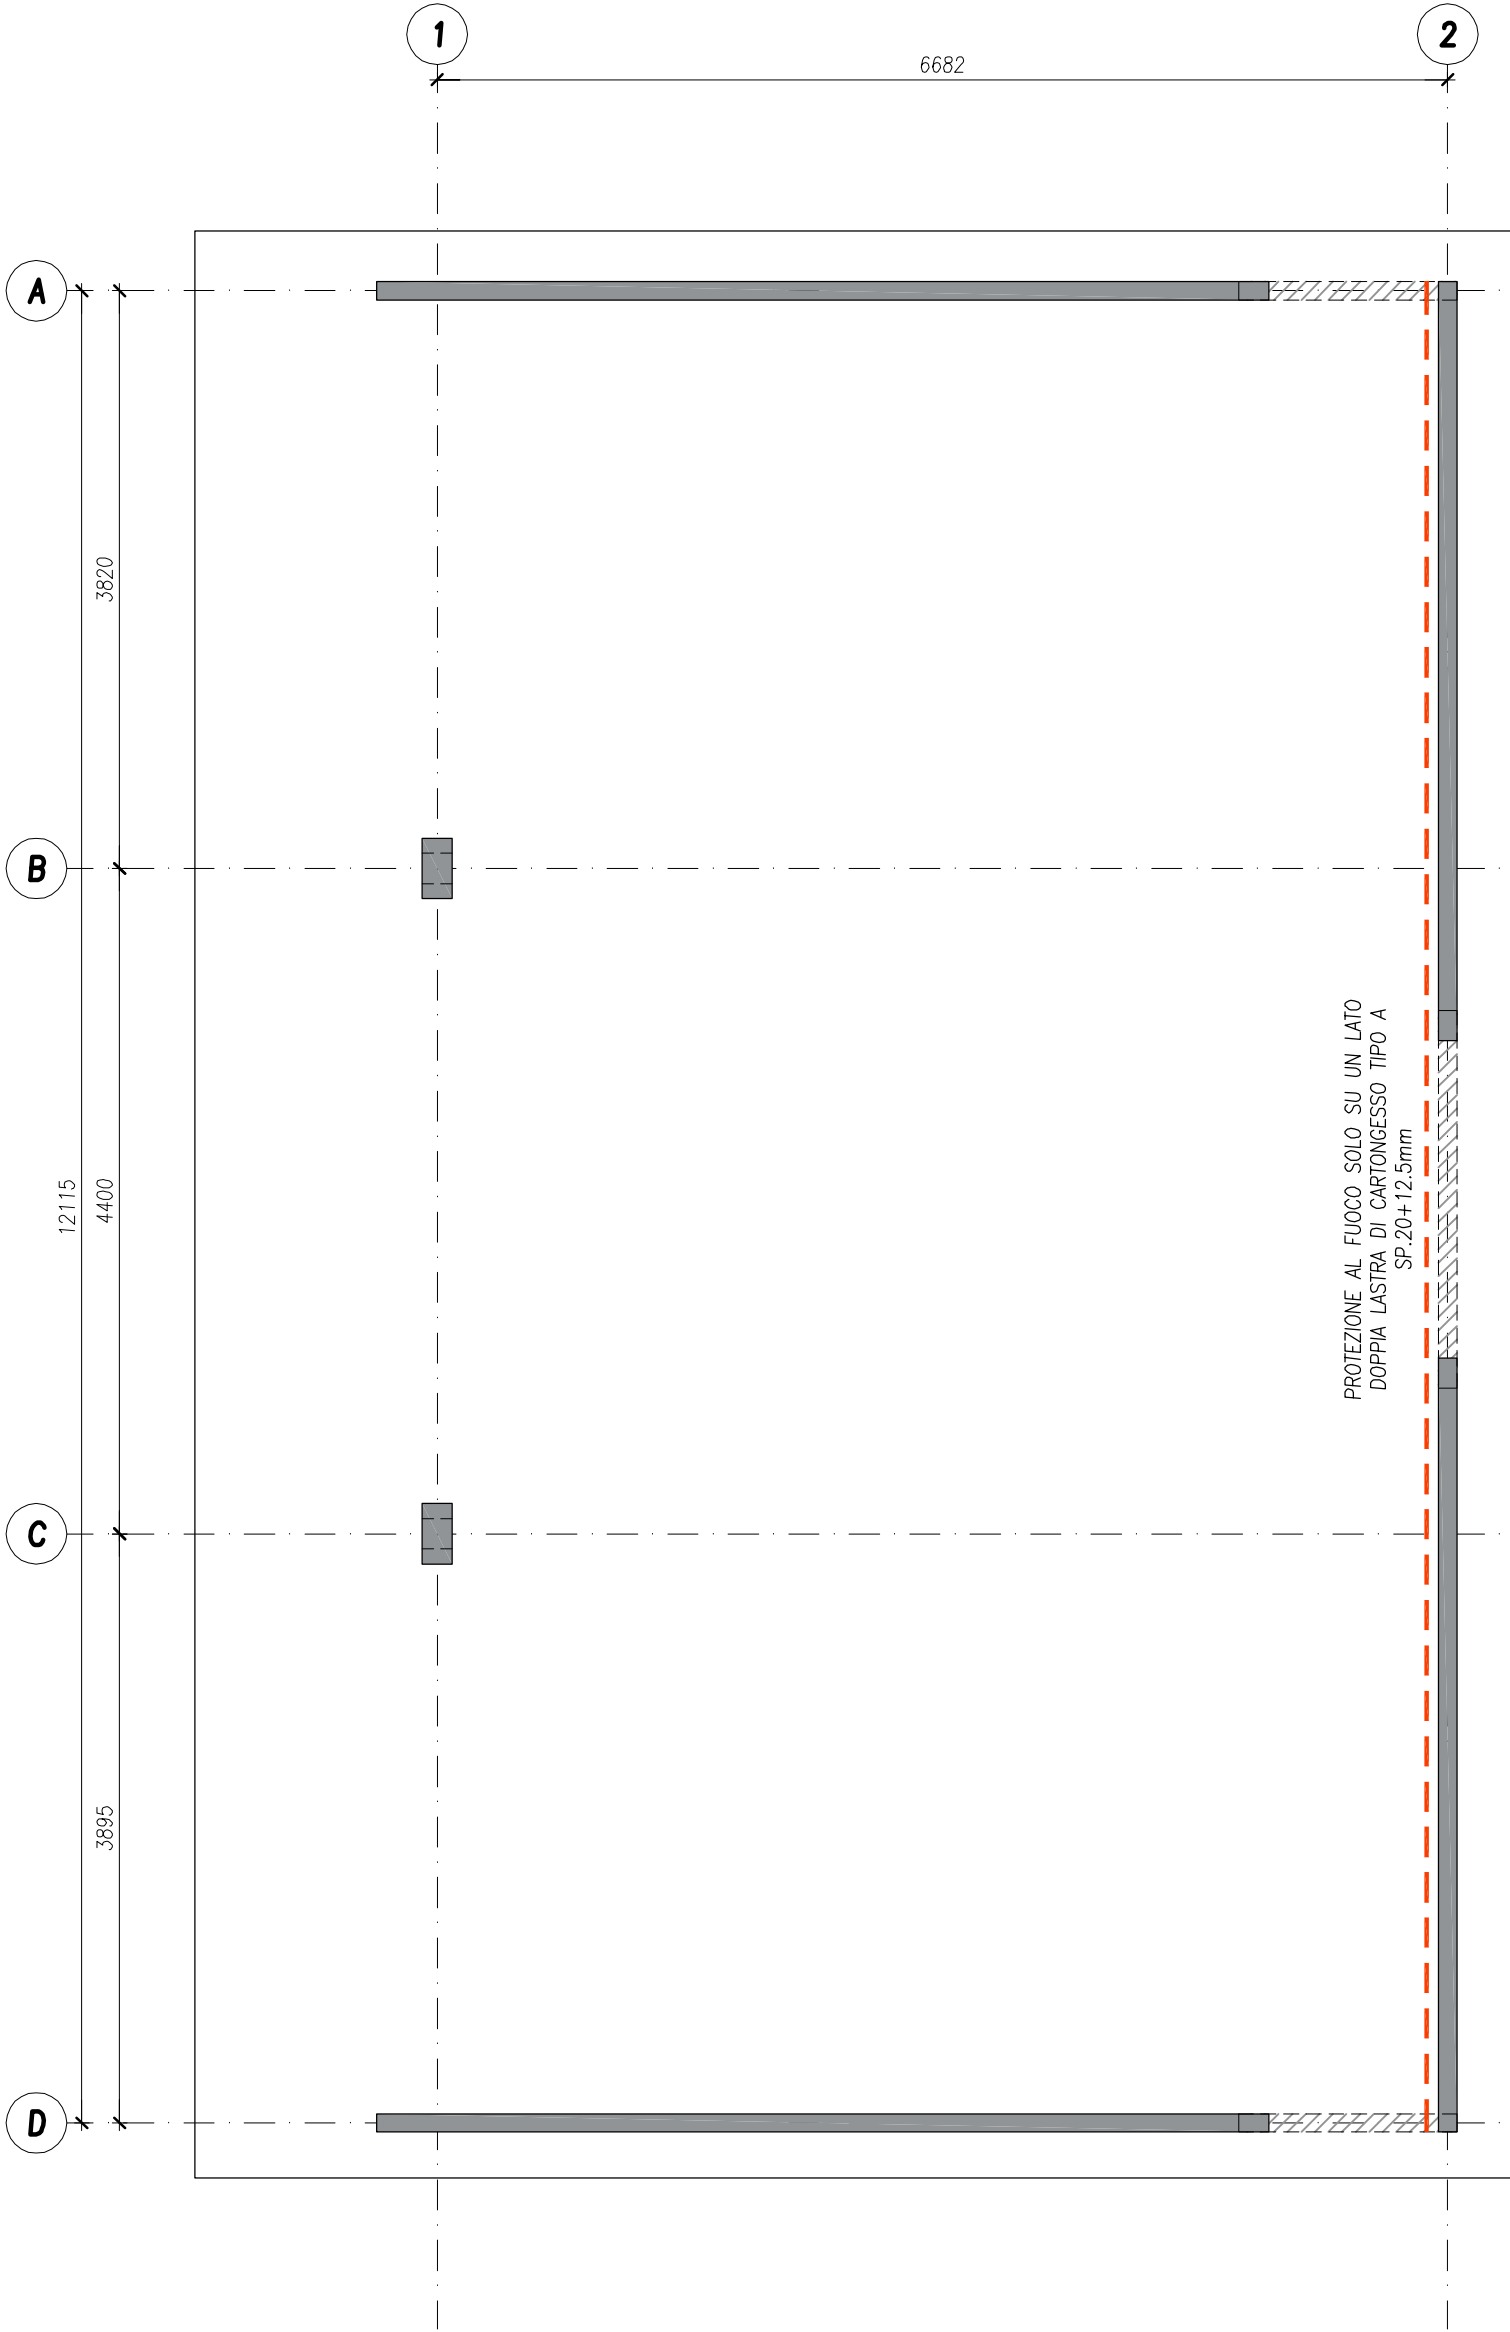 1
2
6682
A
3820
B
12115
4400
PROTEZIONE AL FUOCO SOLO SU UN LATO
DOPPIA LASTRA DI CARTONGESSO TIPO A
SP.20+12.5mm
C
3895
D